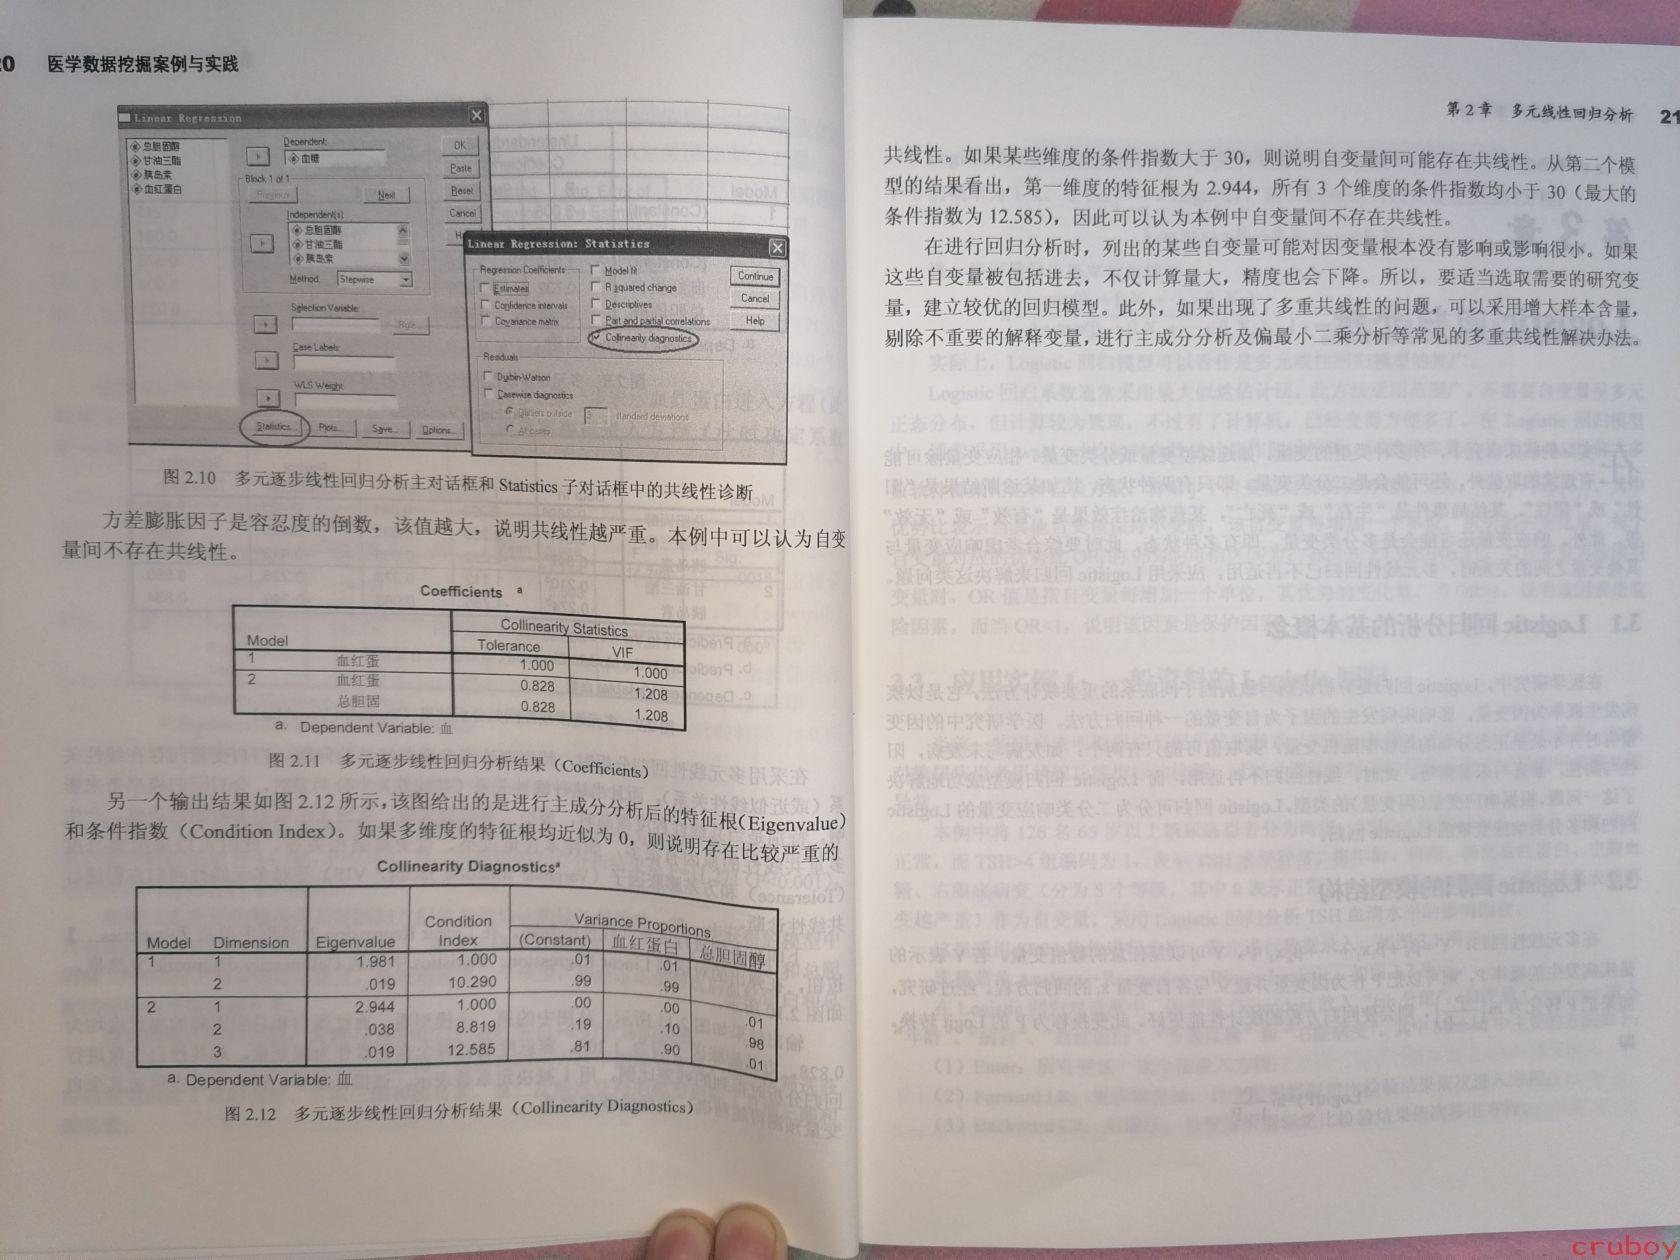 20 医学数据挖掘案例与实践
Linear Regression
总胆固醇
甘油三酯
胰岛素
血红蛋白
Dependent:
血糖
Block 1 of 1
Previous
Next
Independent(s):
总胆固醇
甘油三酯
胰岛素
Method: Stepwise
Selection Variable:
Rule...
Case Labels:
WLS Weight:
OK
Paste
Reset
Cancel
Statistics... Plots... Save... Options...
Linear Regression: Statistics
Regression Coefficients
Estimates
Confidence intervals
Covariance matrix
Model fit
R squared change
Descriptives
Part and partial correlations
Collinearity diagnostics
Continue
Cancel
Help
Residuals
Durbin-Watson
Casewise diagnostics
Outliers outside 3 standard deviations
All cases
图 2.10 多元逐步线性回归分析主对话框和 Statistics 子对话框中的共线性诊断
方差膨胀因子是容忍度的倒数，该值越大，说明共线性越严重。本例中可以认为自变
量间不存在共线性。
Coefficients a
Collinearity Statistics
Model Tolerance VIF
1 血红蛋 1.000 1.000
2 血红蛋 0.828 1.208
总胆固 0.828 1.208
a. Dependent Variable: 血
图 2.11 多元逐步线性回归分析结果（Coefficients）
另一个输出结果如图 2.12 所示，该图给出的是进行主成分分析后的特征根（Eigenvalue）
和条件指数（Condition Index）。如果多维度的特征根均近似为 0，则说明存在比较严重的
Collinearity Diagnosticsa
Condition Variance Proportions
Model Dimension Eigenvalue Index (Constant) 血红蛋白 总胆固醇
1 1 1.981 1.000 .01 .01
2 .019 10.290 .99 .99
2 1 2.944 1.000 .00 .00 .01
2 .038 8.819 .19 .10 .98
3 .019 12.585 .81 .90 .01
a. Dependent Variable: 血
图 2.12 多元逐步线性回归分析结果（Collinearity Diagnostics）
第 2 章 多元线性回归分析 21
共线性。如果某些维度的条件指数大于 30，则说明自变量间可能存在共线性。从第二个模
型的结果看出，第一维度的特征根为 2.944，所有 3 个维度的条件指数均小于 30（最大的
条件指数为 12.585），因此可以认为本例中自变量间不存在共线性。
在进行回归分析时，列出的某些自变量可能对因变量根本没有影响或影响很小。如果
这些自变量被包括进去，不仅计算量大，精度也会下降。所以，要适当选取需要的研究变
量，建立较优的回归模型。此外，如果出现了多重共线性的问题，可以采用增大样本含量，
剔除不重要的解释变量，进行主成分分析及偏最小二乘分析等常见的多重共线性解决办法。
cruboy